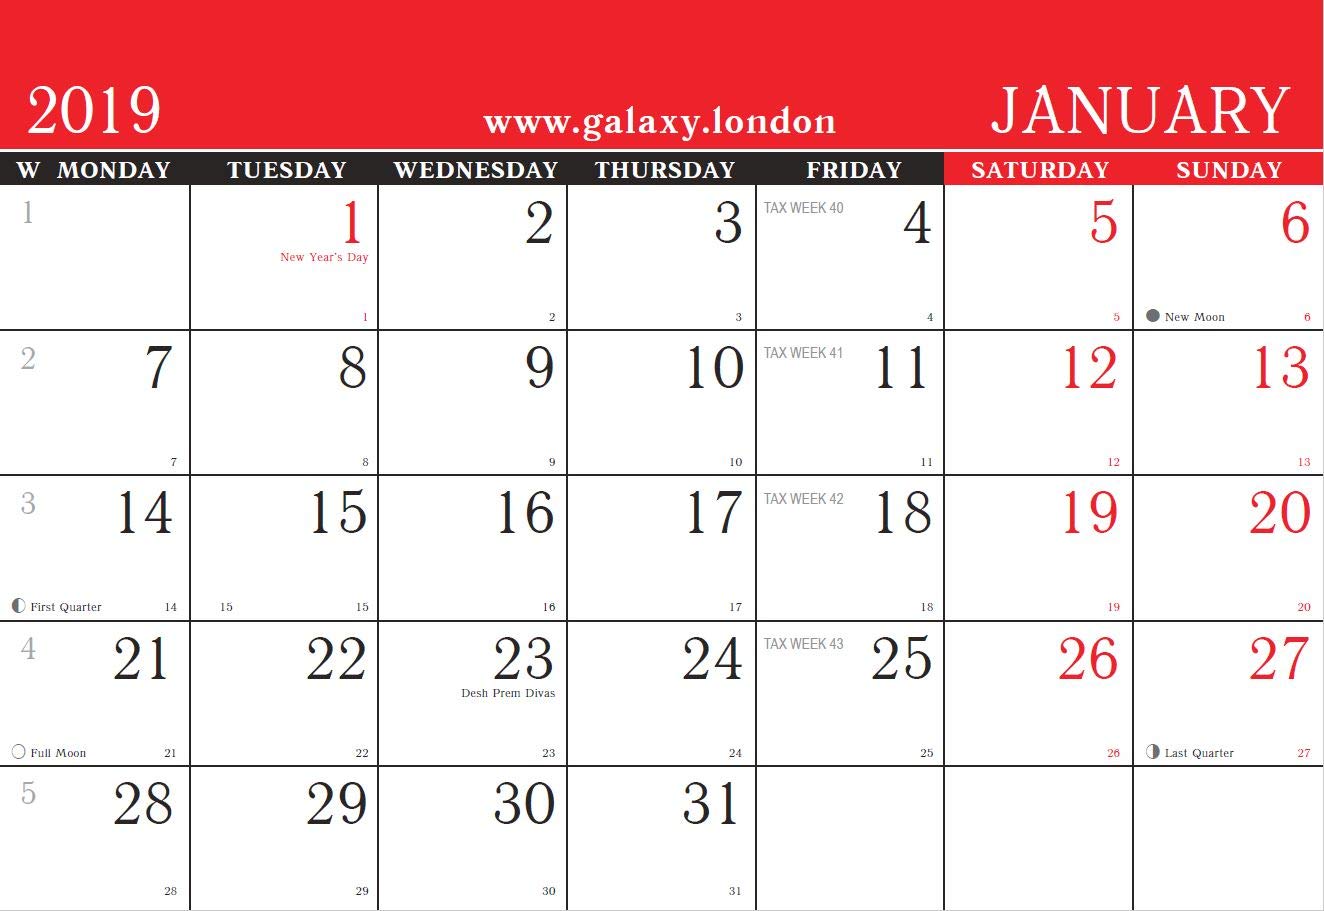 2019 www.galaxy.london JANUARY
W MONDAY TUESDAY WEDNESDAY THURSDAY FRIDAY SATURDAY SUNDAY
1 1 2 3 TAX WEEK 40 4 5 6
New Year's Day
1 2 3 4 5 New Moon 6
2 7 8 9 10 TAX WEEK 41 11 12 13
7 8 9 10 11 12 13
3 14 15 16 17 TAX WEEK 42 18 19 20
First Quarter 14 15 15 16 17 18 19 20
4 21 22 23 24 TAX WEEK 43 25 26 27
Desh Prem Divas
Full Moon 21 22 23 24 25 26 Last Quarter 27
5 28 29 30 31
28 29 30 31